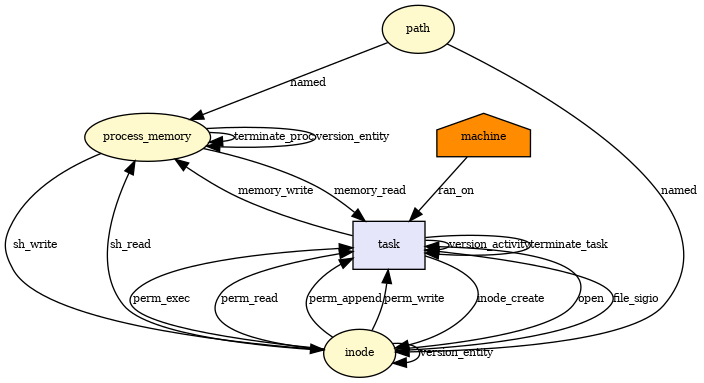 path
named
process_memory
terminate_proc
version_entity
machine
memory_write
memory_read
ran_on
named
sh_write
sh_read
task
version_activity
terminate_task
perm_exec
perm_read
perm_append
perm_write
inode_create
open
file_sigio
inode
version_entity